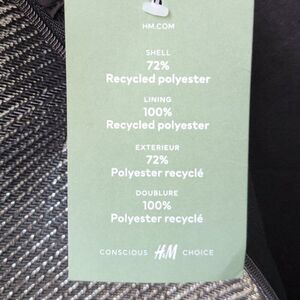 HM.COM
SHELL
72%
Recycled polyester
LINING
100%
Recycled polyester
EXTERIEUR
72%
Polyester recyclé
DOUBLURE
100%
Polyester recyclé
CONSCIOUS H&M CHOICE